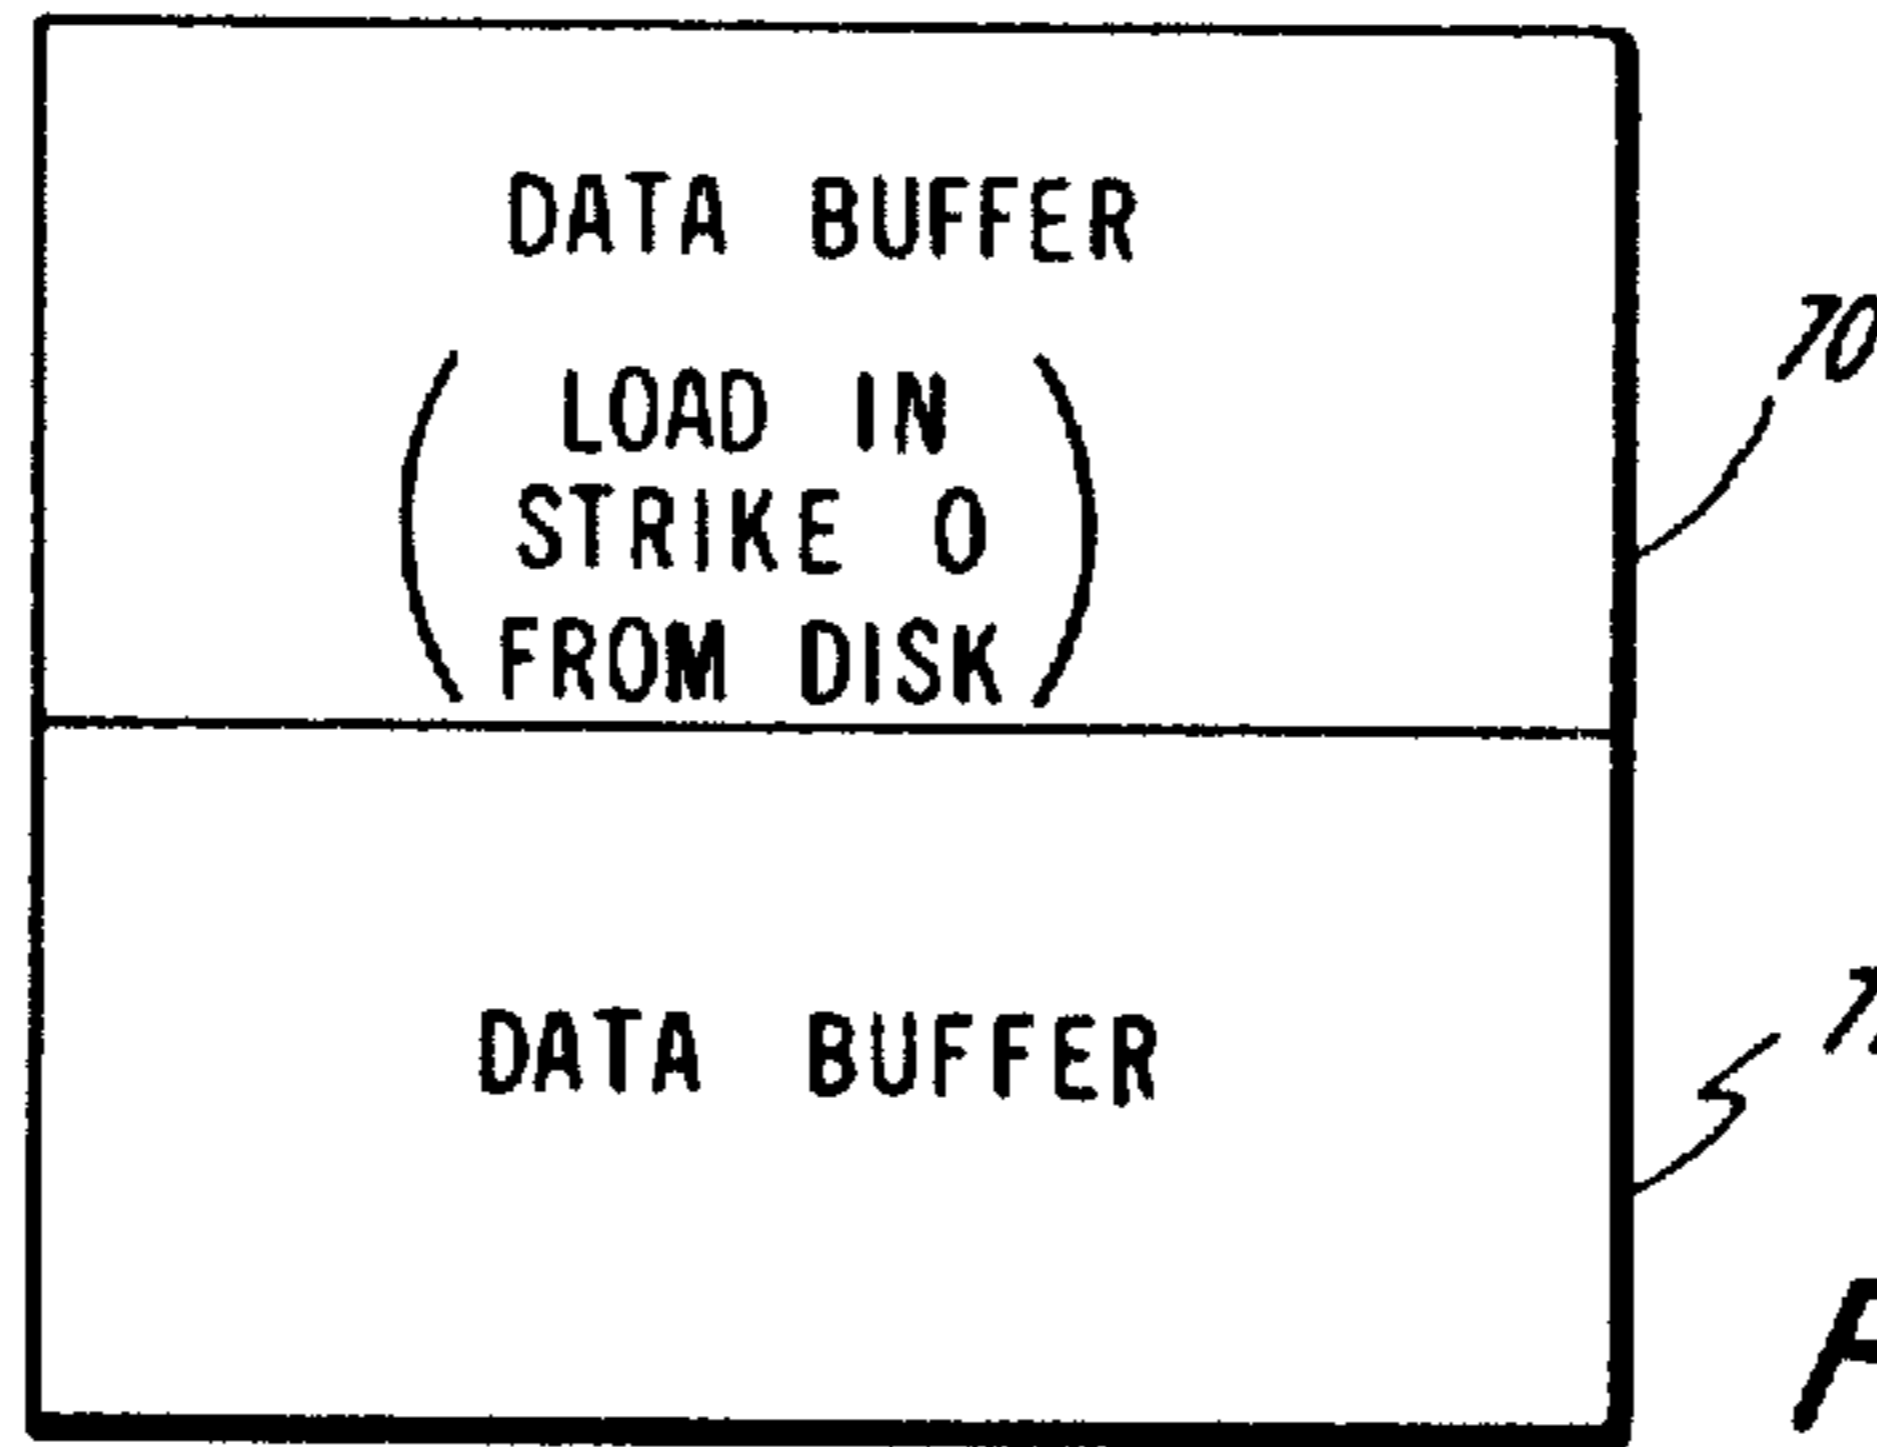 DATA BUFFER
LOAD IN
STRIKE 0
FROM DISK
70
DATA BUFFER